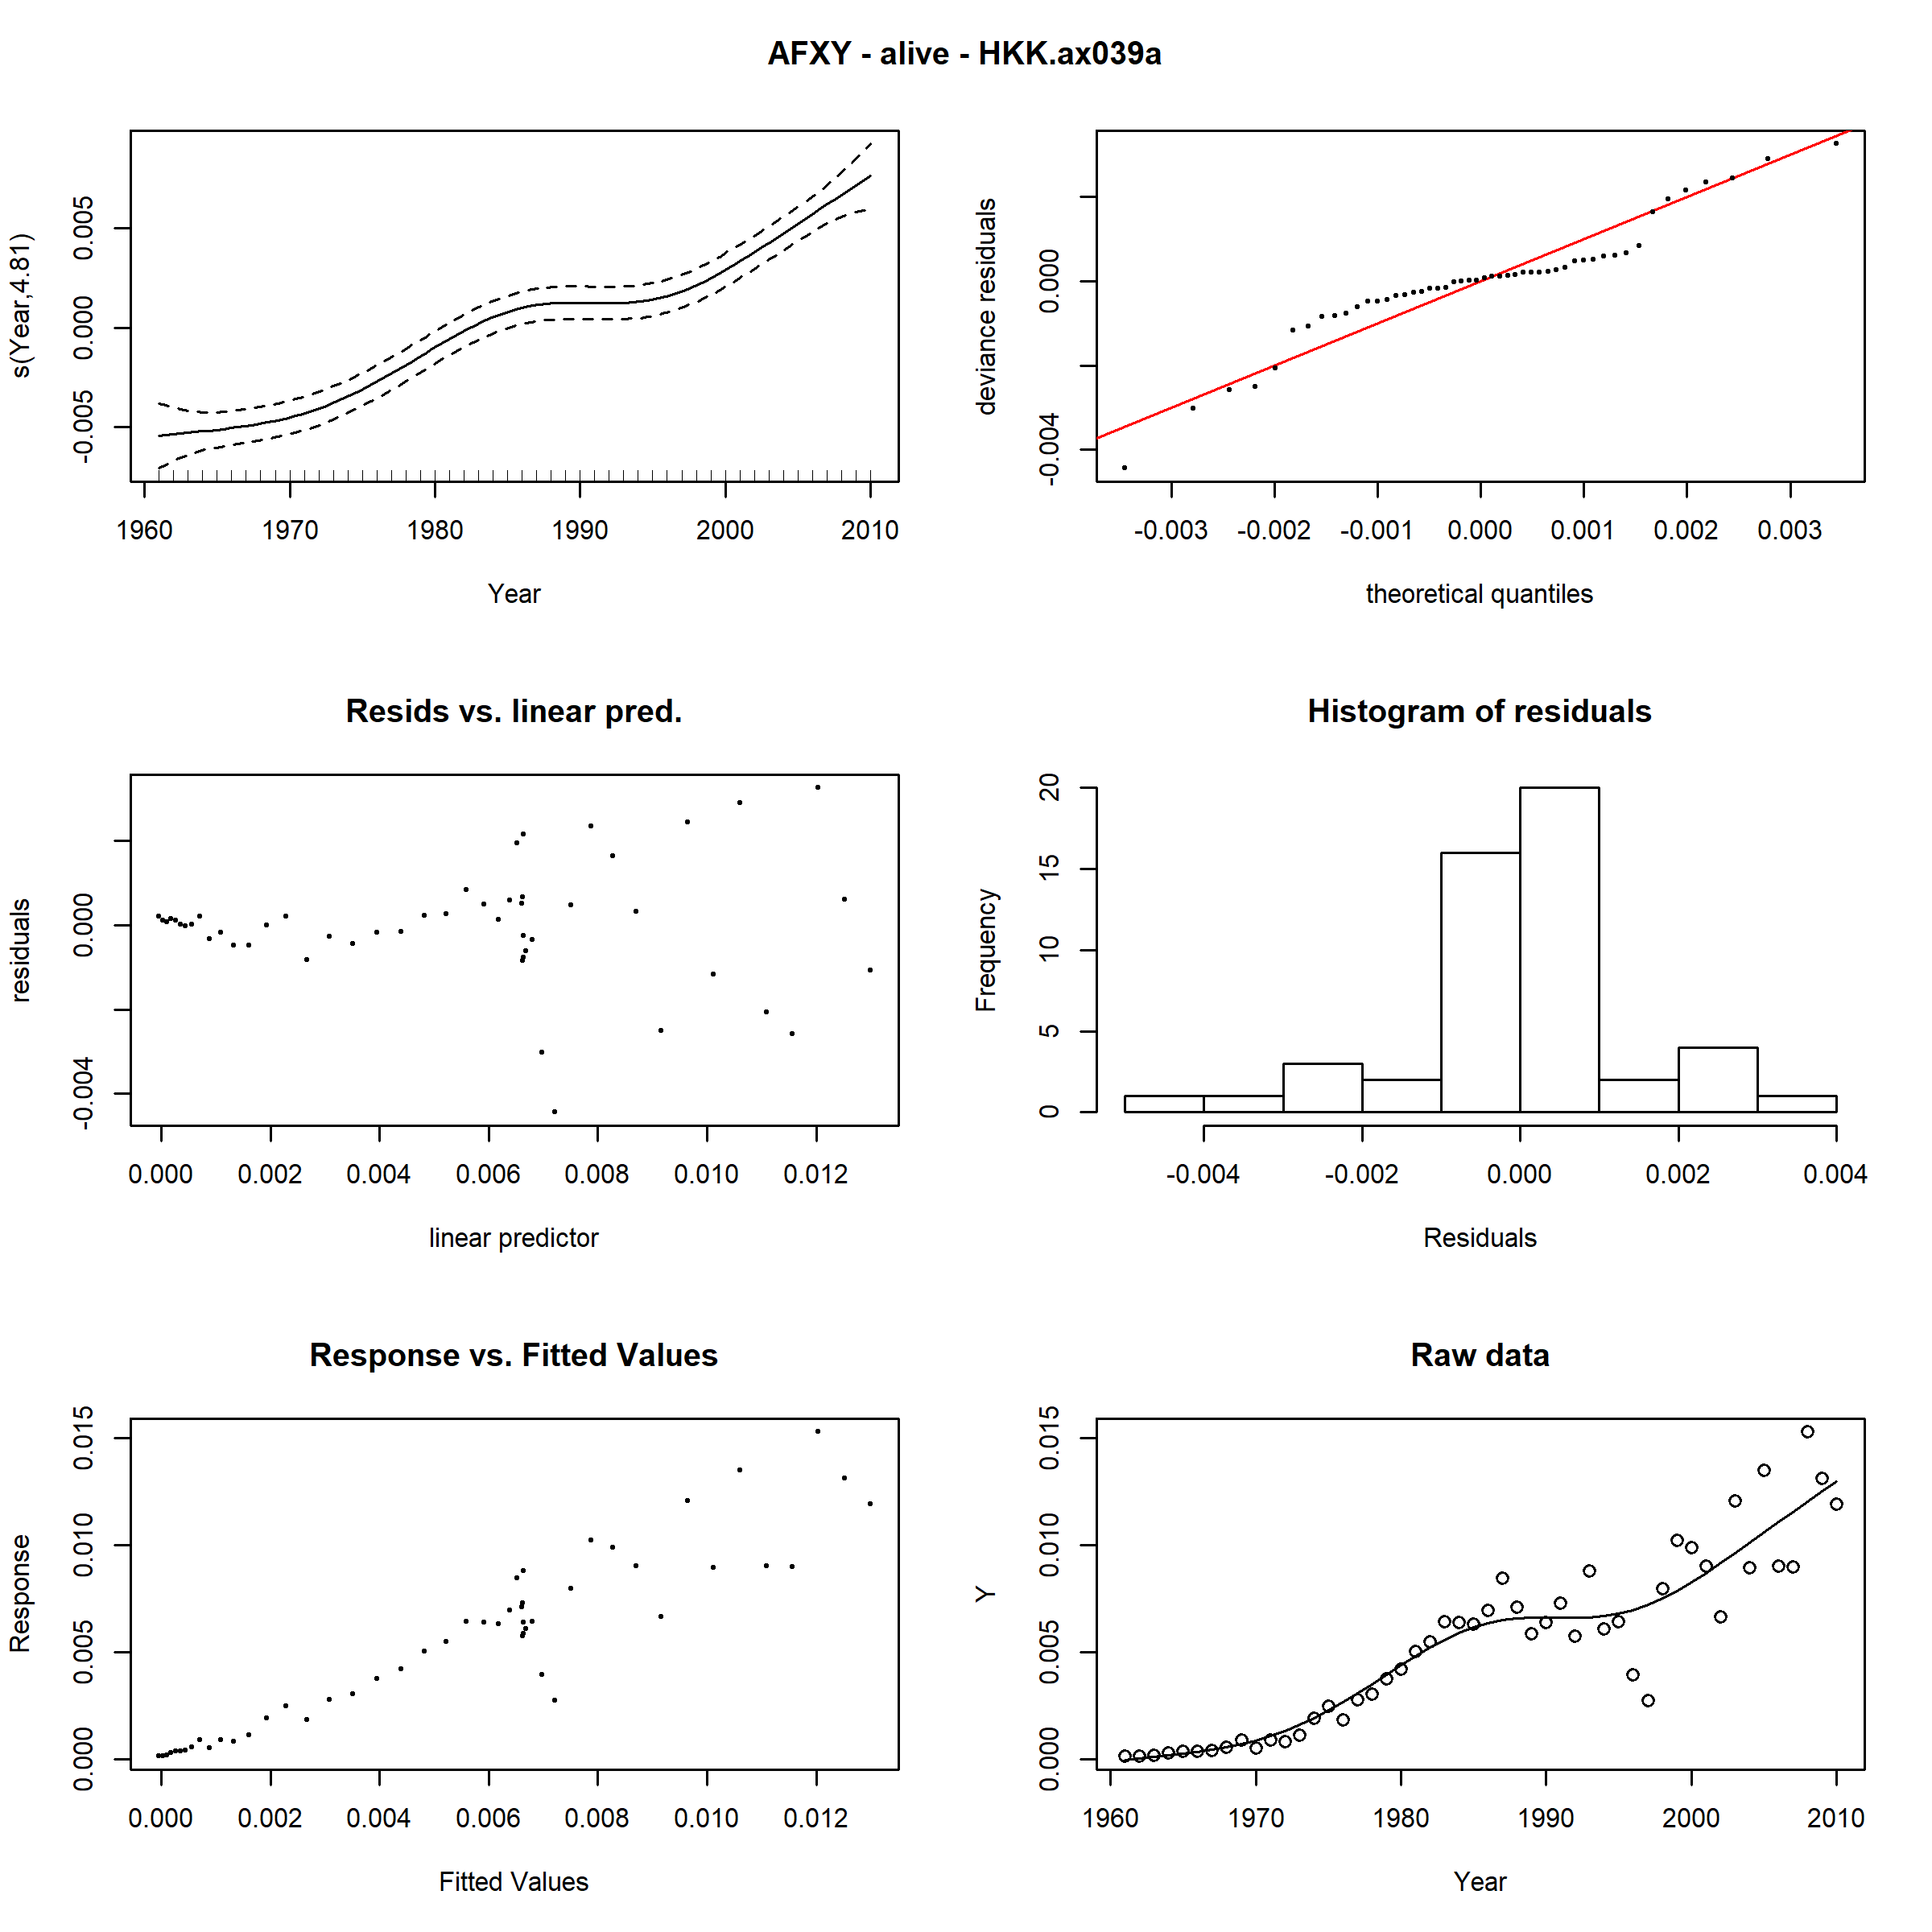 AFXY - alive - HKK.ax039a
s(Year,4.81)
-0.005 0.000 0.005
1960 1970 1980 1990 2000 2010
Year
deviance residuals
-0.004 0.000
-0.003 -0.002 -0.001 0.000 0.001 0.002 0.003
theoretical quantiles
Resids vs. linear pred.
residuals
-0.004 0.000
0.000 0.002 0.004 0.006 0.008 0.010 0.012
linear predictor
Histogram of residuals
Frequency
0 5 10 15 20
-0.004 -0.002 0.000 0.002 0.004
Residuals
Response vs. Fitted Values
Response
0.000 0.005 0.010 0.015
0.000 0.002 0.004 0.006 0.008 0.010 0.012
Fitted Values
Raw data
Y
0.000 0.005 0.010 0.015
1960 1970 1980 1990 2000 2010
Year